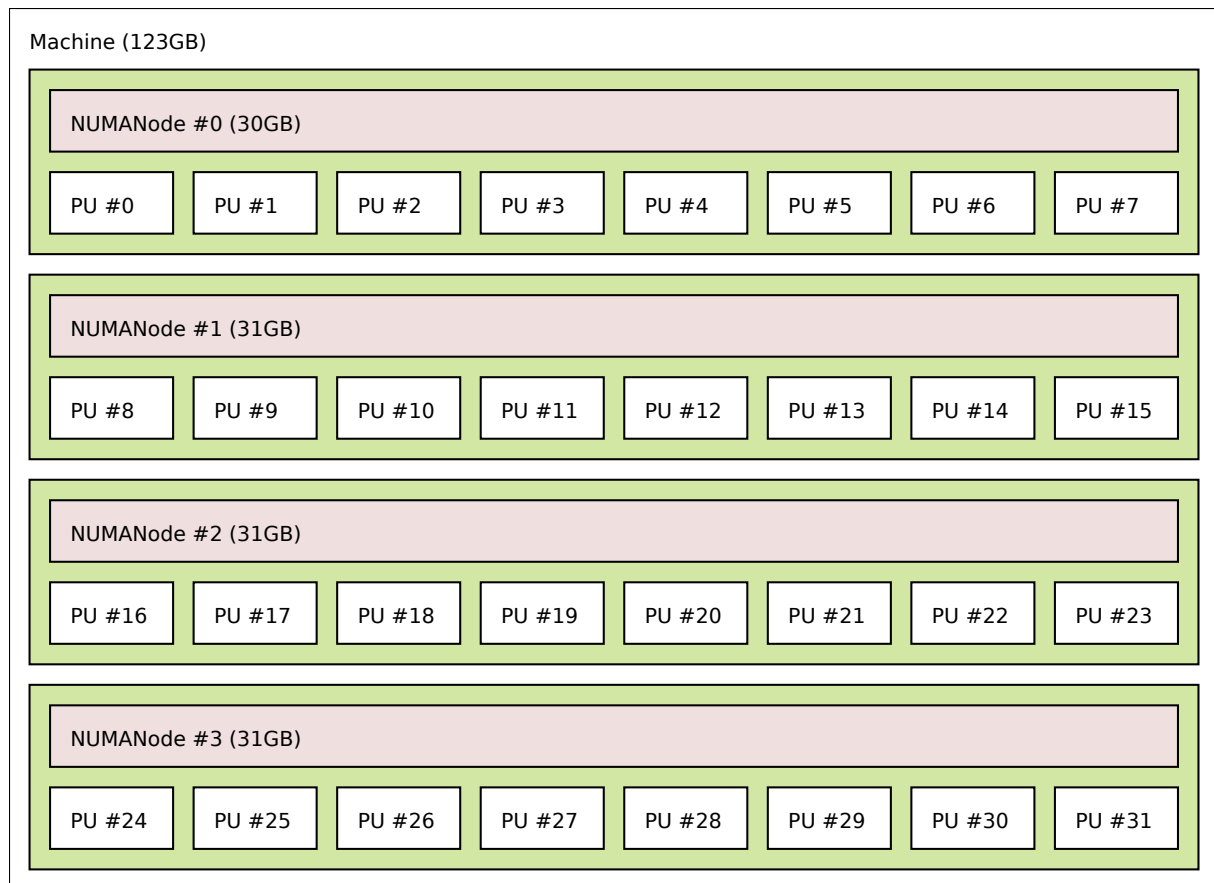 Machine (123GB)
NUMANode #0 (30GB)
PU #0 PU #1 PU #2 PU #3 PU #4 PU #5 PU #6 PU #7
NUMANode #1 (31GB)
PU #8 PU #9 PU #10 PU #11 PU #12 PU #13 PU #14 PU #15
NUMANode #2 (31GB)
PU #16 PU #17 PU #18 PU #19 PU #20 PU #21 PU #22 PU #23
NUMANode #3 (31GB)
PU #24 PU #25 PU #26 PU #27 PU #28 PU #29 PU #30 PU #31